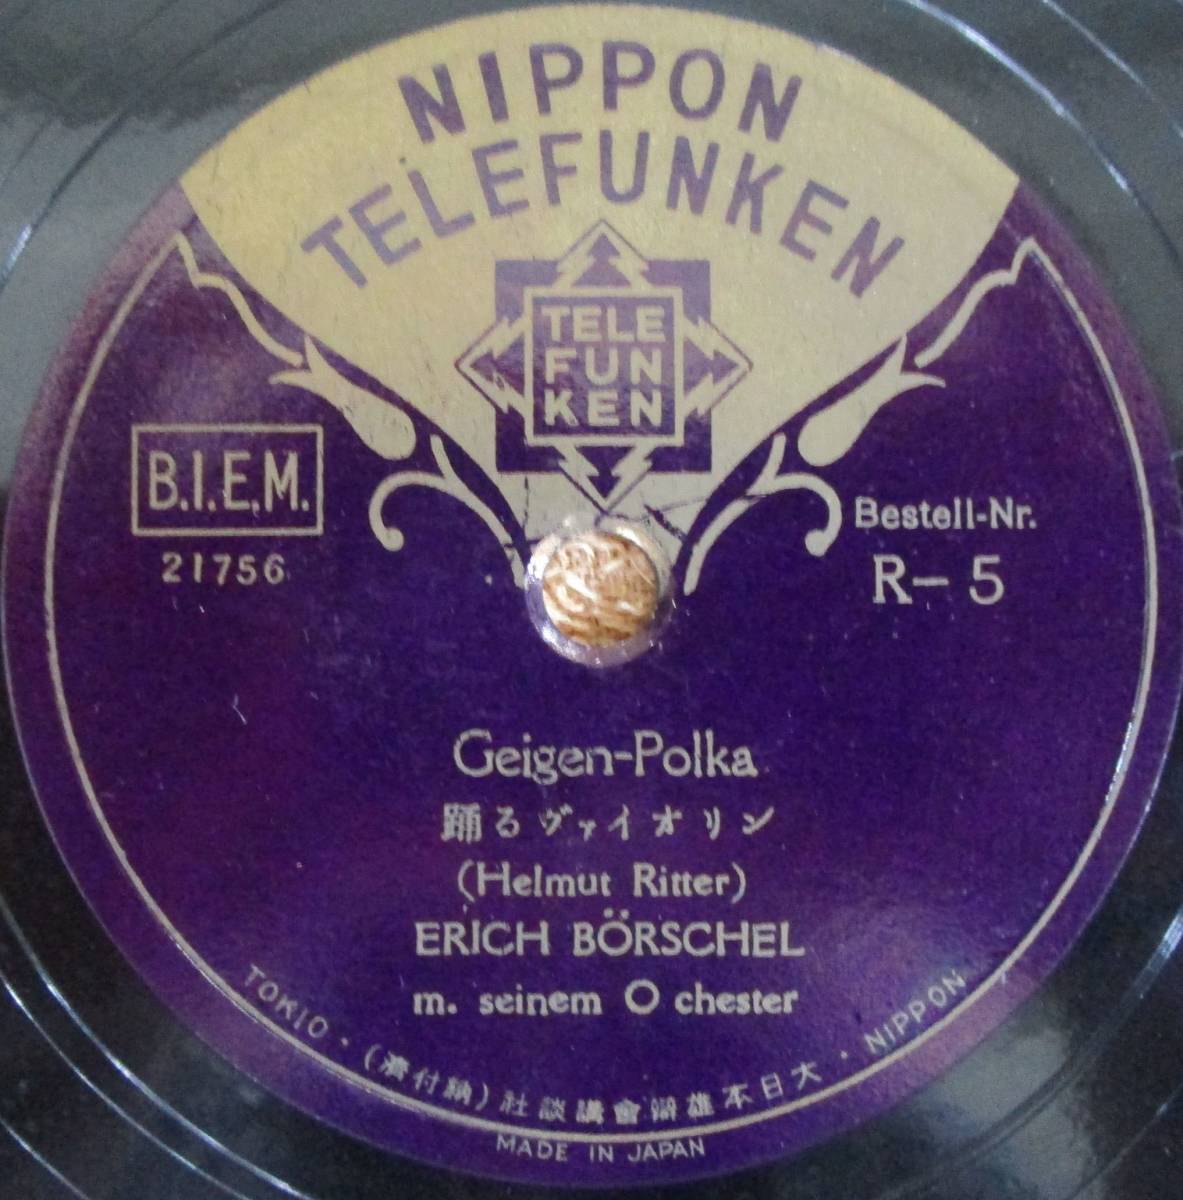 NIPPON
TELEFUNKEN
TELE
FUN
KEN
B.I.E.M.
21756
Bestell-Nr.
R-5
Geigen-Polka
踊るヴァイオリン
(Helmut Ritter)
ERICH BÖRSCHEL
m. seinem O chester
TOKIO · (濟付納) 社談講會辯雄本日大 · NIPPON
MADE IN JAPAN